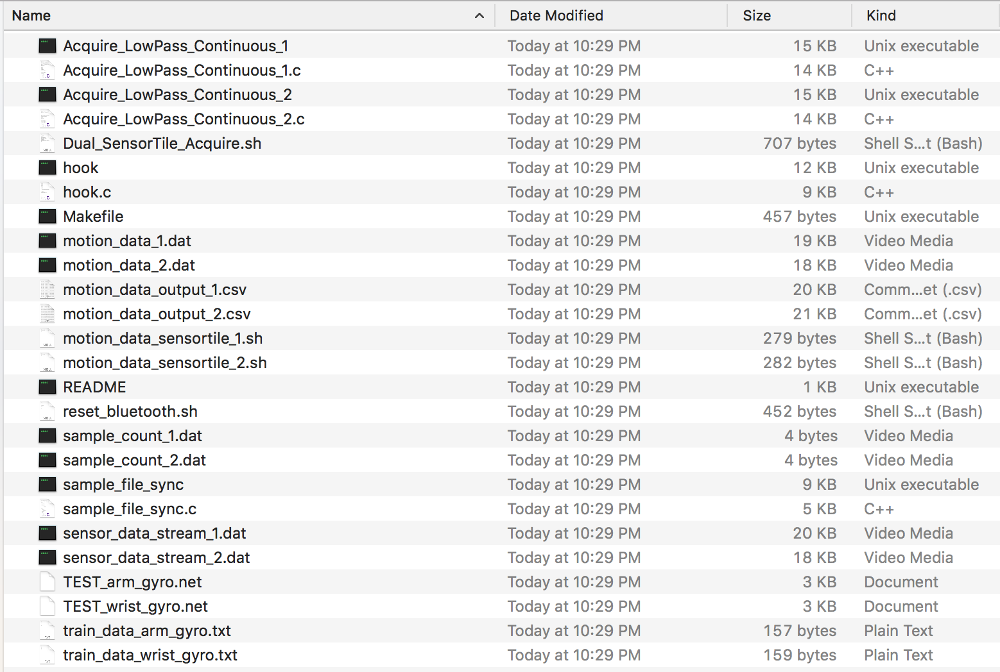 Name Date Modified Size Kind
Acquire_LowPass_Continuous_1 Today at 10:29 PM 15 KB Unix executable
Acquire_LowPass_Continuous_1.c Today at 10:29 PM 14 KB C++
Acquire_LowPass_Continuous_2 Today at 10:29 PM 15 KB Unix executable
Acquire_LowPass_Continuous_2.c Today at 10:29 PM 14 KB C++
Dual_SensorTile_Acquire.sh Today at 10:29 PM 707 bytes Shell S...t (Bash)
hook Today at 10:29 PM 12 KB Unix executable
hook.c Today at 10:29 PM 9 KB C++
Makefile Today at 10:29 PM 457 bytes Unix executable
motion_data_1.dat Today at 10:29 PM 19 KB Video Media
motion_data_2.dat Today at 10:29 PM 18 KB Video Media
motion_data_output_1.csv Today at 10:29 PM 20 KB Comm...et (.csv)
motion_data_output_2.csv Today at 10:29 PM 21 KB Comm...et (.csv)
motion_data_sensortile_1.sh Today at 10:29 PM 279 bytes Shell S...t (Bash)
motion_data_sensortile_2.sh Today at 10:29 PM 282 bytes Shell S...t (Bash)
README Today at 10:29 PM 1 KB Unix executable
reset_bluetooth.sh Today at 10:29 PM 452 bytes Shell S...t (Bash)
sample_count_1.dat Today at 10:29 PM 4 bytes Video Media
sample_count_2.dat Today at 10:29 PM 4 bytes Video Media
sample_file_sync Today at 10:29 PM 9 KB Unix executable
sample_file_sync.c Today at 10:29 PM 5 KB C++
sensor_data_stream_1.dat Today at 10:29 PM 20 KB Video Media
sensor_data_stream_2.dat Today at 10:29 PM 18 KB Video Media
TEST_arm_gyro.net Today at 10:29 PM 3 KB Document
TEST_wrist_gyro.net Today at 10:29 PM 3 KB Document
train_data_arm_gyro.txt Today at 10:29 PM 157 bytes Plain Text
train_data_wrist_gyro.txt Today at 10:29 PM 159 bytes Plain Text